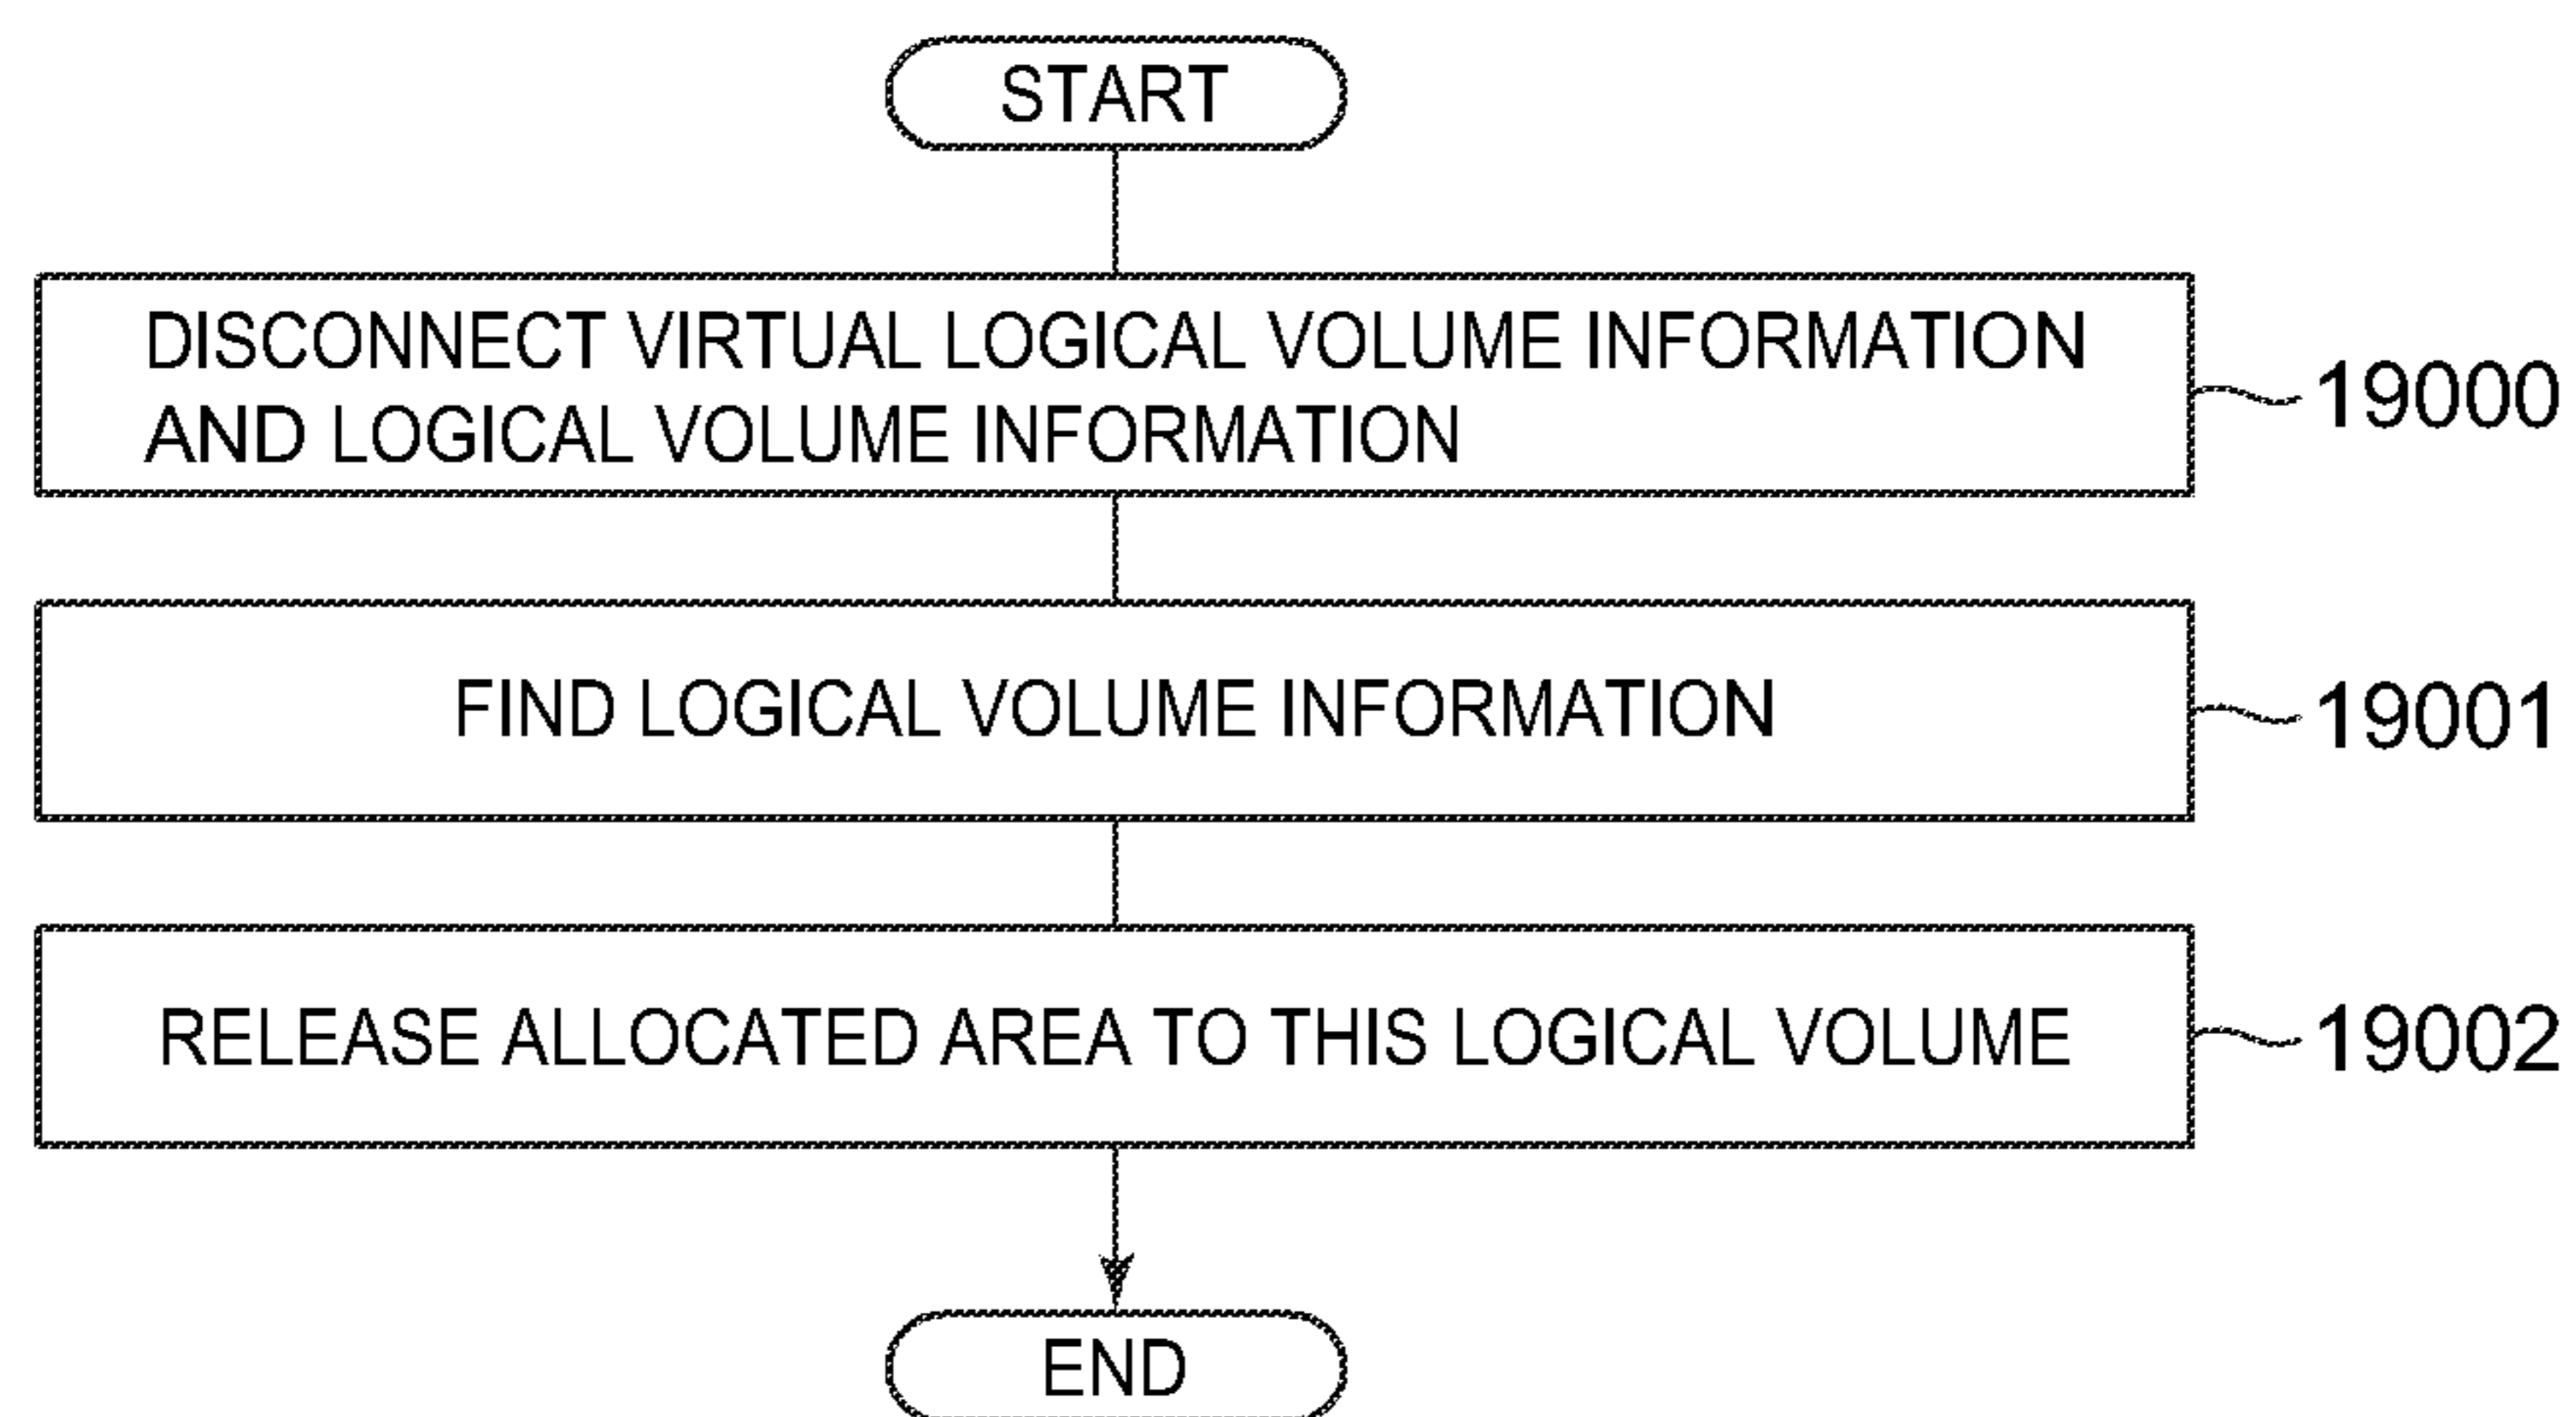 START
DISCONNECT VIRTUAL LOGICAL VOLUME INFORMATION
AND LOGICAL VOLUME INFORMATION
19000
FIND LOGICAL VOLUME INFORMATION
19001
RELEASE ALLOCATED AREA TO THIS LOGICAL VOLUME
19002
END